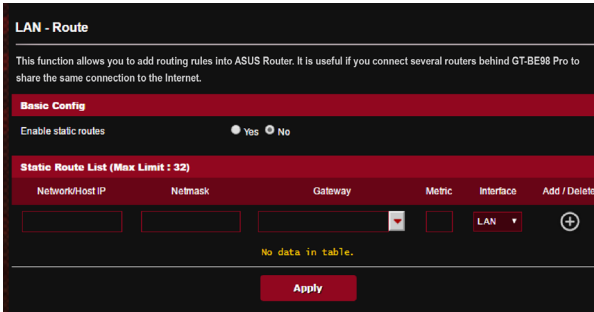 LAN - Route
This function allows you to add routing rules into ASUS Router. It is useful if you connect several routers behind GT-BE98 Pro to
share the same connection to the Internet.
Basic Config
Enable static routes Yes No
Static Route List (Max Limit : 32)
Network/Host IP Netmask Gateway Metric Interface Add / Delete
LAN
No data in table.
Apply